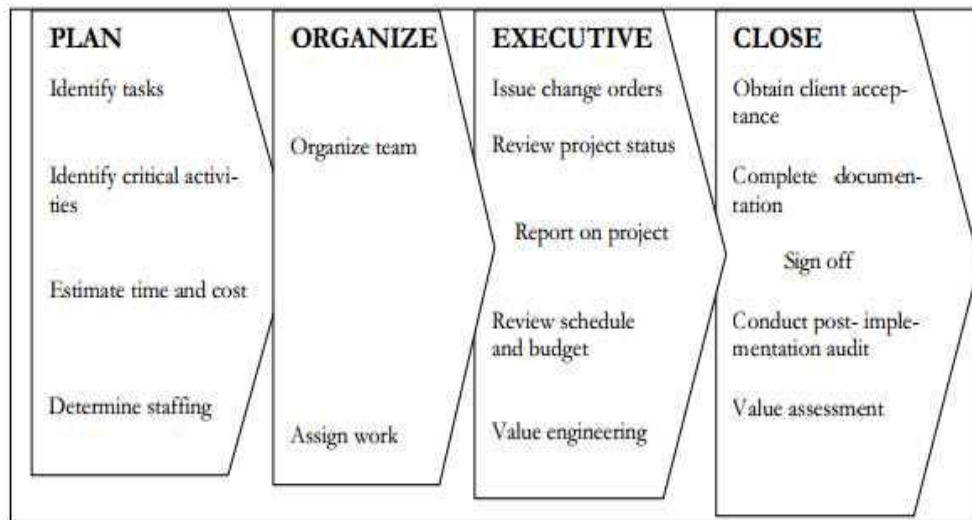 PLAN
Identify tasks
Identify critical activi-
ties
Estimate time and cost
Determine staffing
ORGANIZE
Organize team
Assign work
EXECUTIVE
Issue change orders
Review project status
Report on project
Review schedule
and budget
Value engineering
CLOSE
Obtain client accep-
tance
Complete documen-
tation
Sign off
Conduct post- imple-
mentation audit
Value assessment